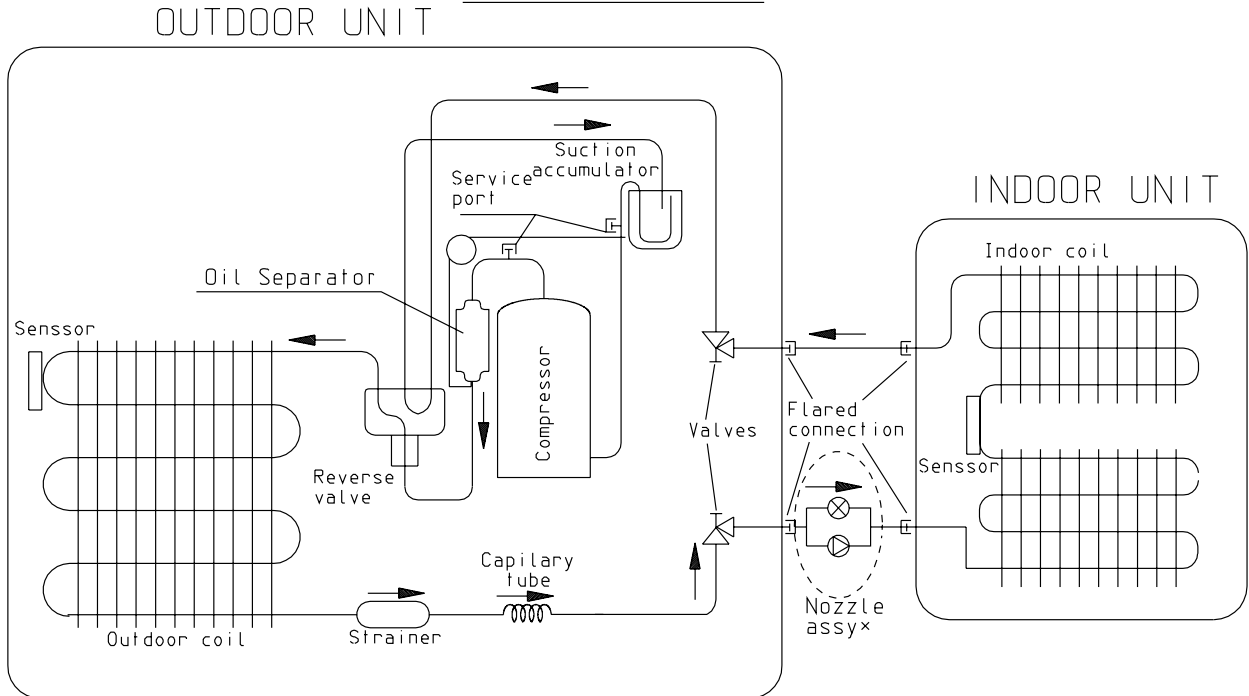 OUTDOOR UNIT
Suction
accumulator
Service
port
INDOOR UNIT
Indoor coil
Oil Separator
Senssor
Compressor
Flared
connection
Valves
Senssor
Reverse
valve
Capilary
tube
Nozzle
assy×
Outdoor coil
Strainer